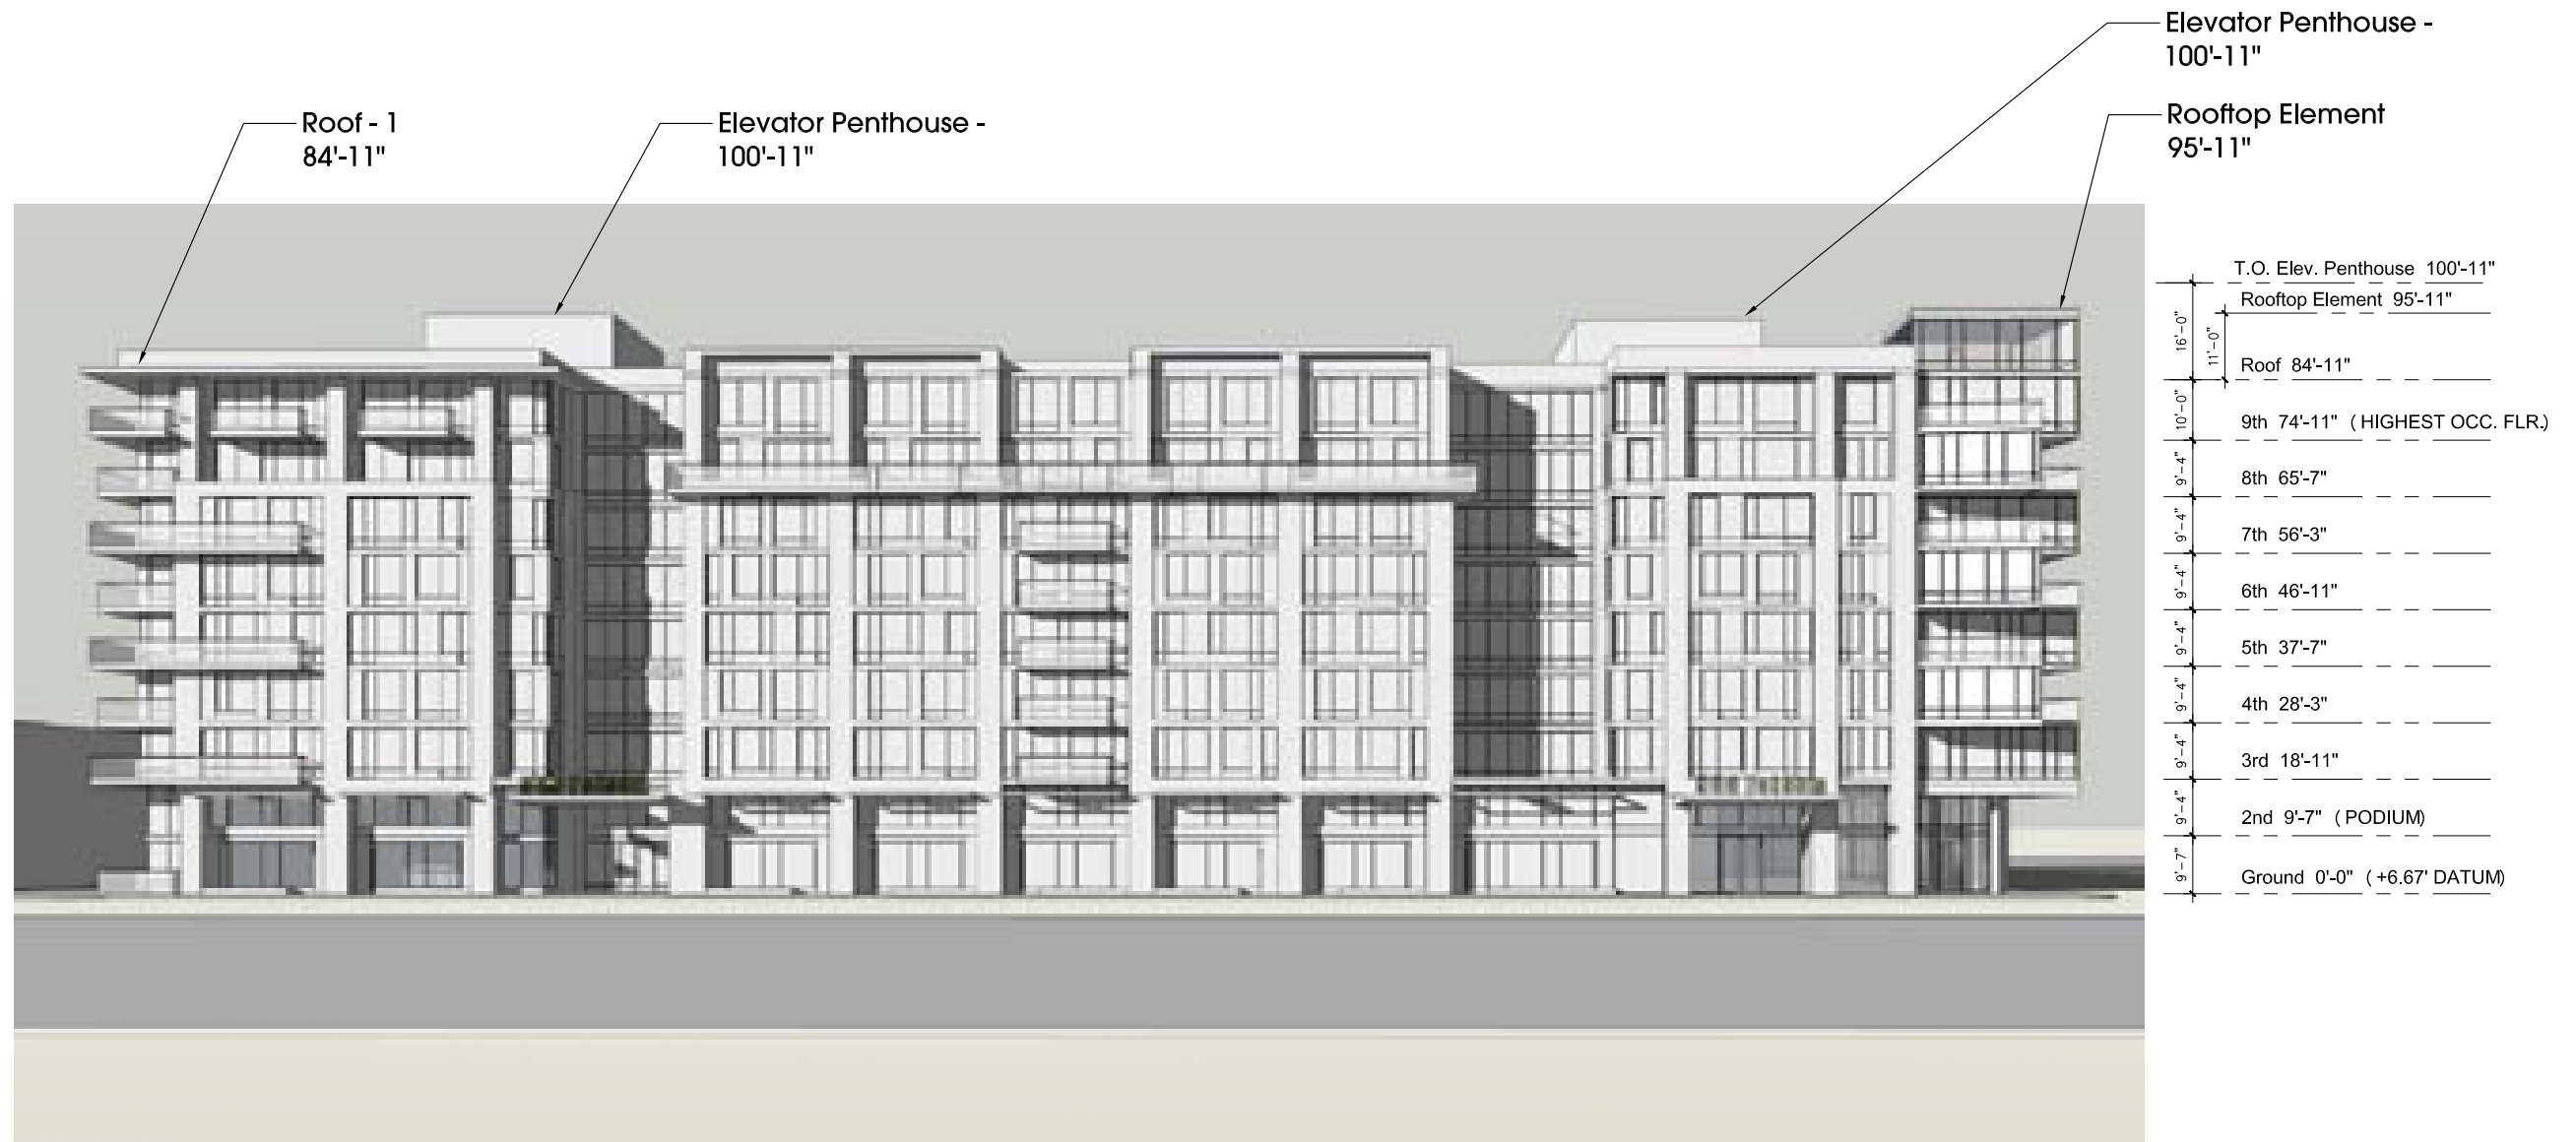 Elevator Penthouse -
100'-11"
Rooftop Element
95'-11"
Roof - 1
84'-11"
Elevator Penthouse -
100'-11"
T.O. Elev. Penthouse 100'-11"
Rooftop Element 95'-11"
16'-0"
11'-0"
Roof 84'-11"
10'-0"
9th 74'-11" ( HIGHEST OCC. FLR.)
9'-4"
8th 65'-7"
9'-4"
7th 56'-3"
9'-4"
6th 46'-11"
9'-4"
5th 37'-7"
9'-4"
4th 28'-3"
9'-4"
3rd 18'-11"
9'-4"
2nd 9'-7" ( PODIUM)
9'-7"
Ground 0'-0" ( +6.67' DATUM)